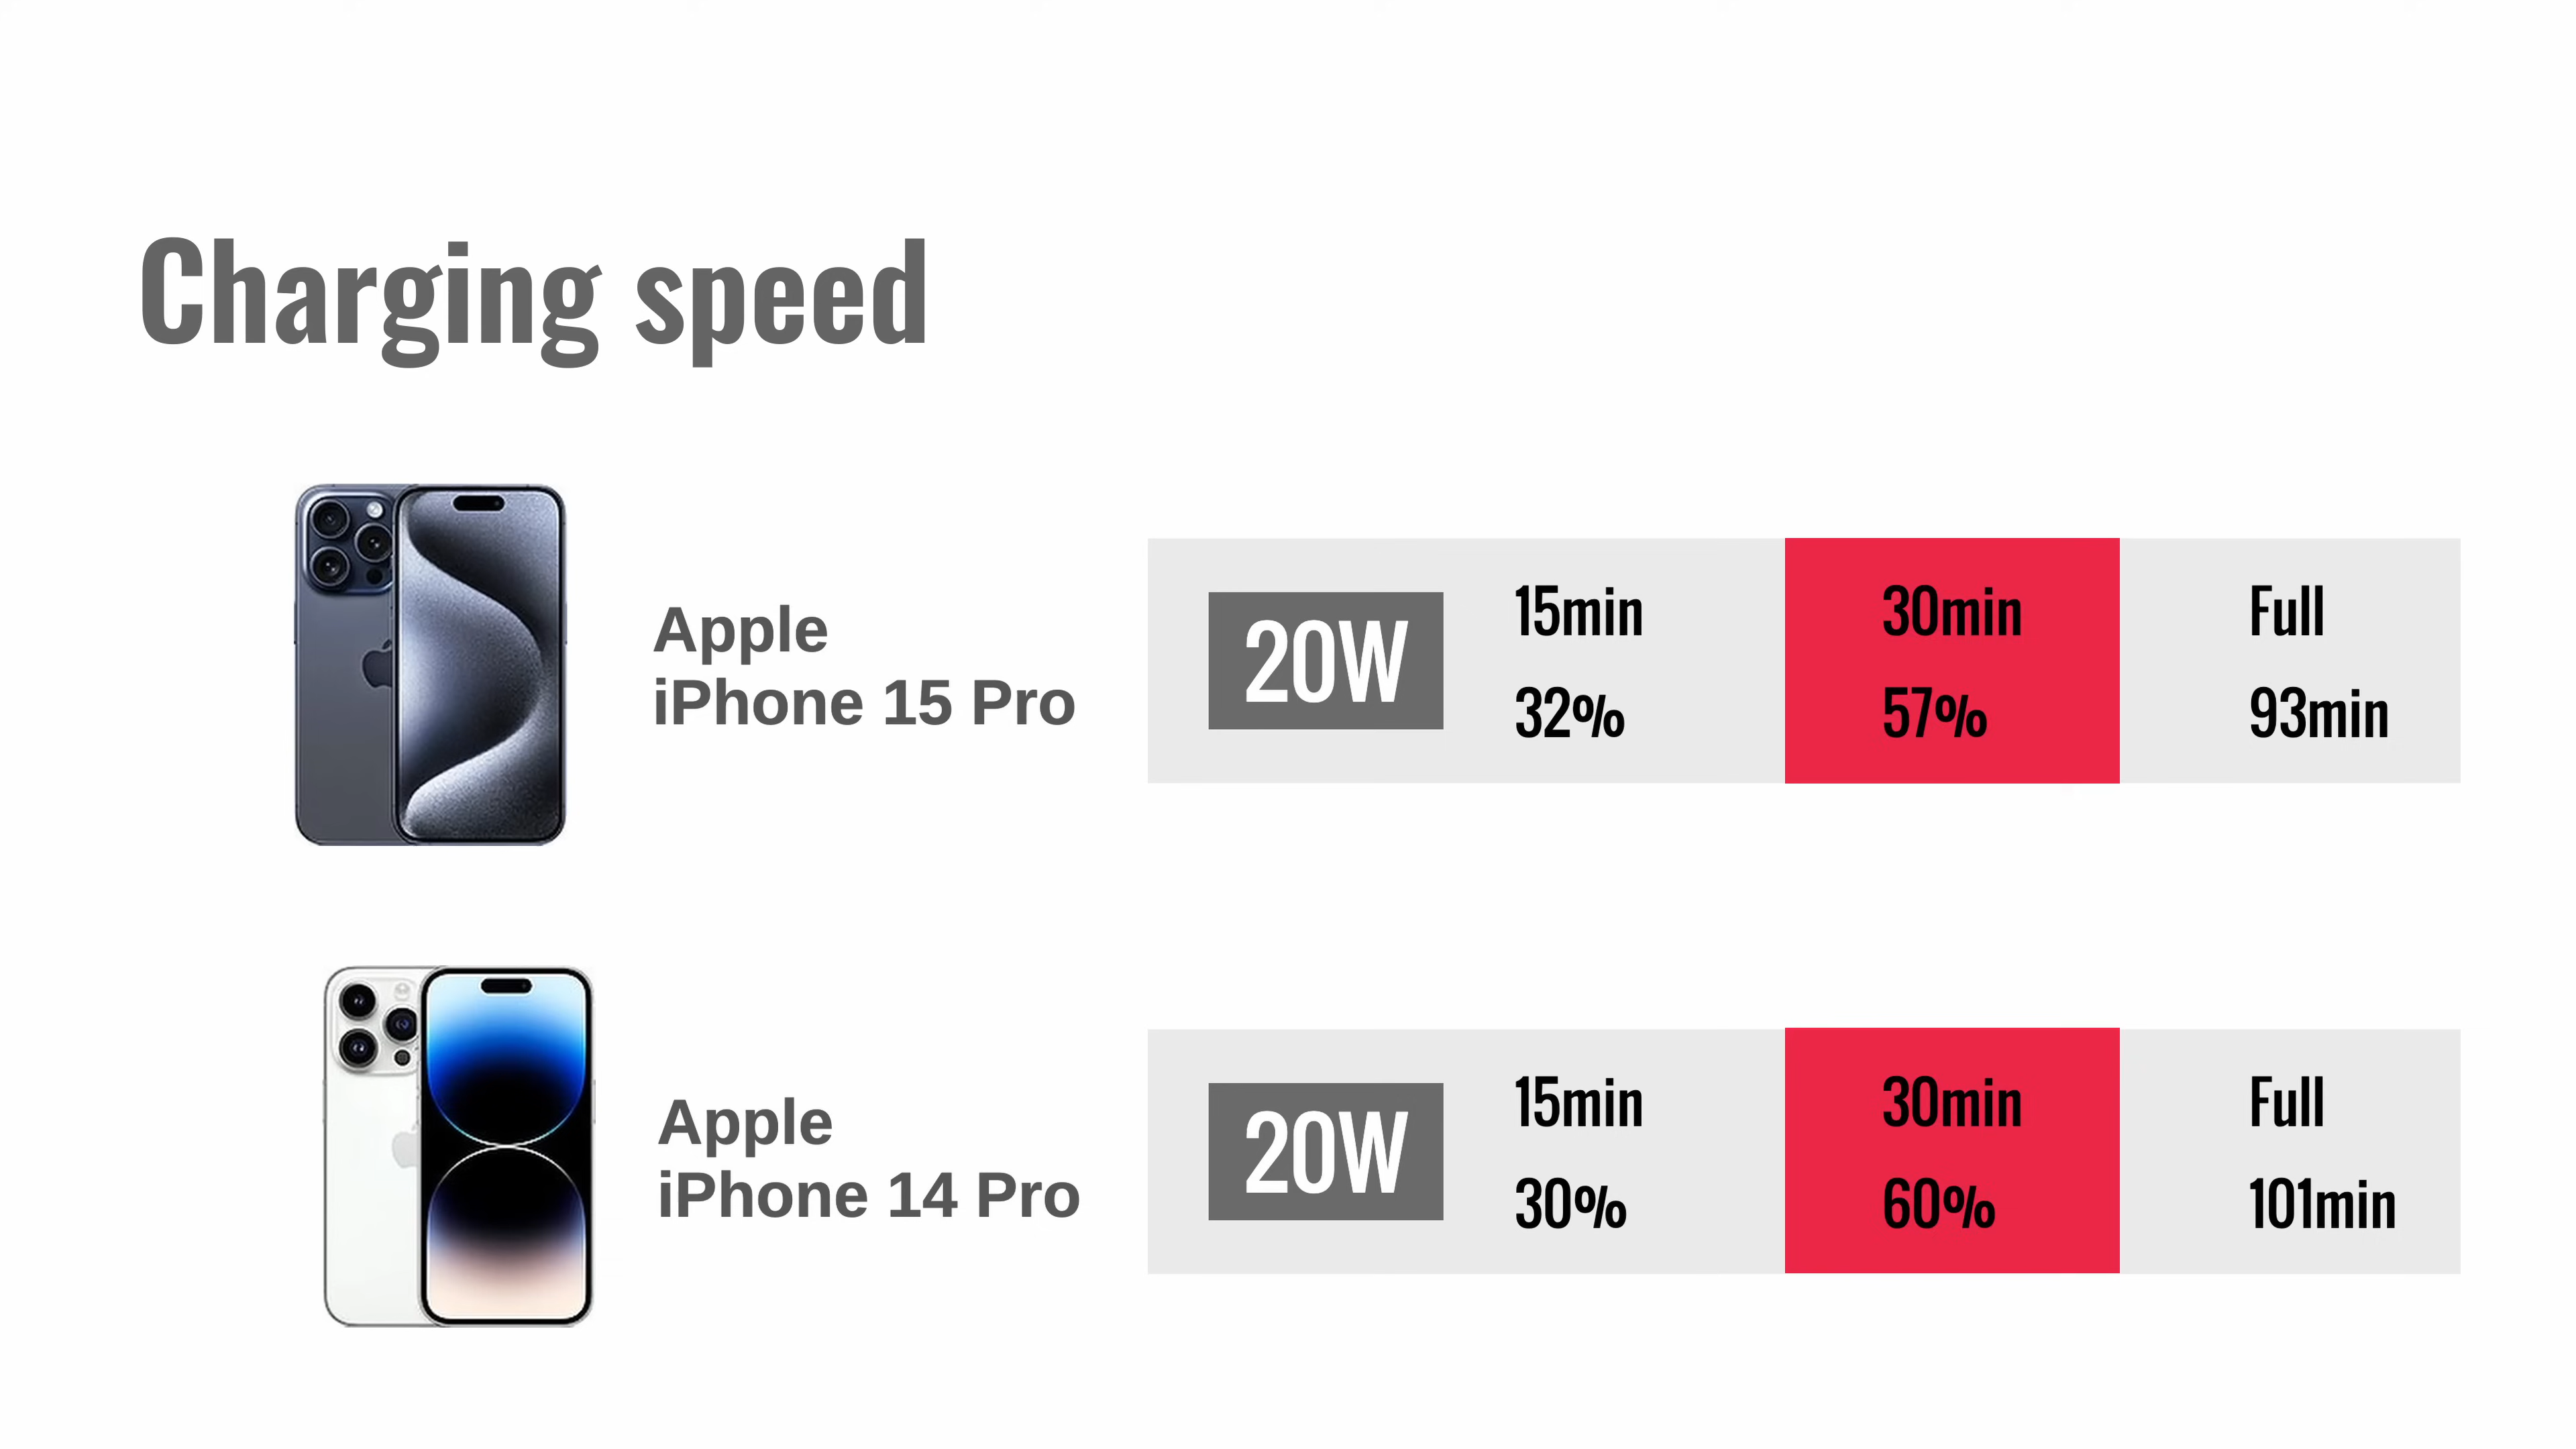 Charging speed
Apple
iPhone 15 Pro
20W
15min
32%
30min
57%
Full
93min
Apple
iPhone 14 Pro
20W
15min
30%
30min
60%
Full
101min